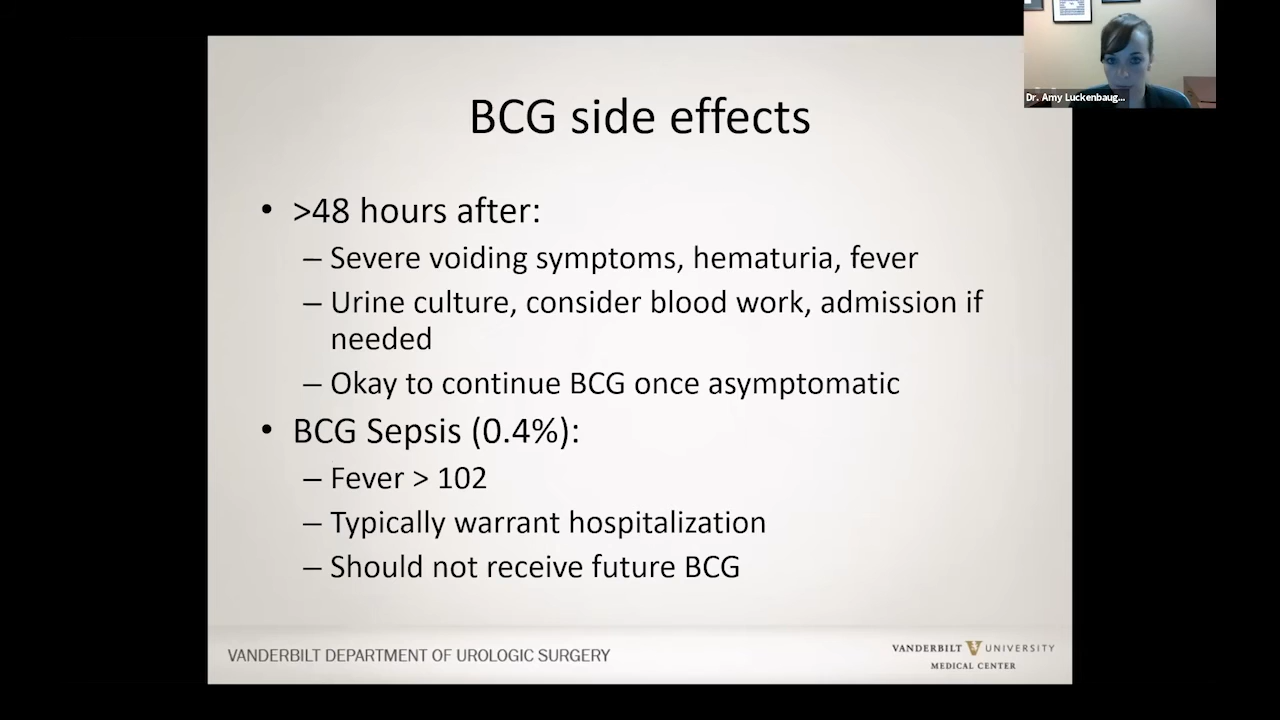 Dr. Amy Luckenbaug...
BCG side effects
• >48 hours after:
– Severe voiding symptoms, hematuria, fever
– Urine culture, consider blood work, admission if
needed
– Okay to continue BCG once asymptomatic
• BCG Sepsis (0.4%):
– Fever > 102
– Typically warrant hospitalization
– Should not receive future BCG
VANDERBILT DEPARTMENT OF UROLOGIC SURGERY
VANDERBILT V UNIVERSITY
MEDICAL CENTER